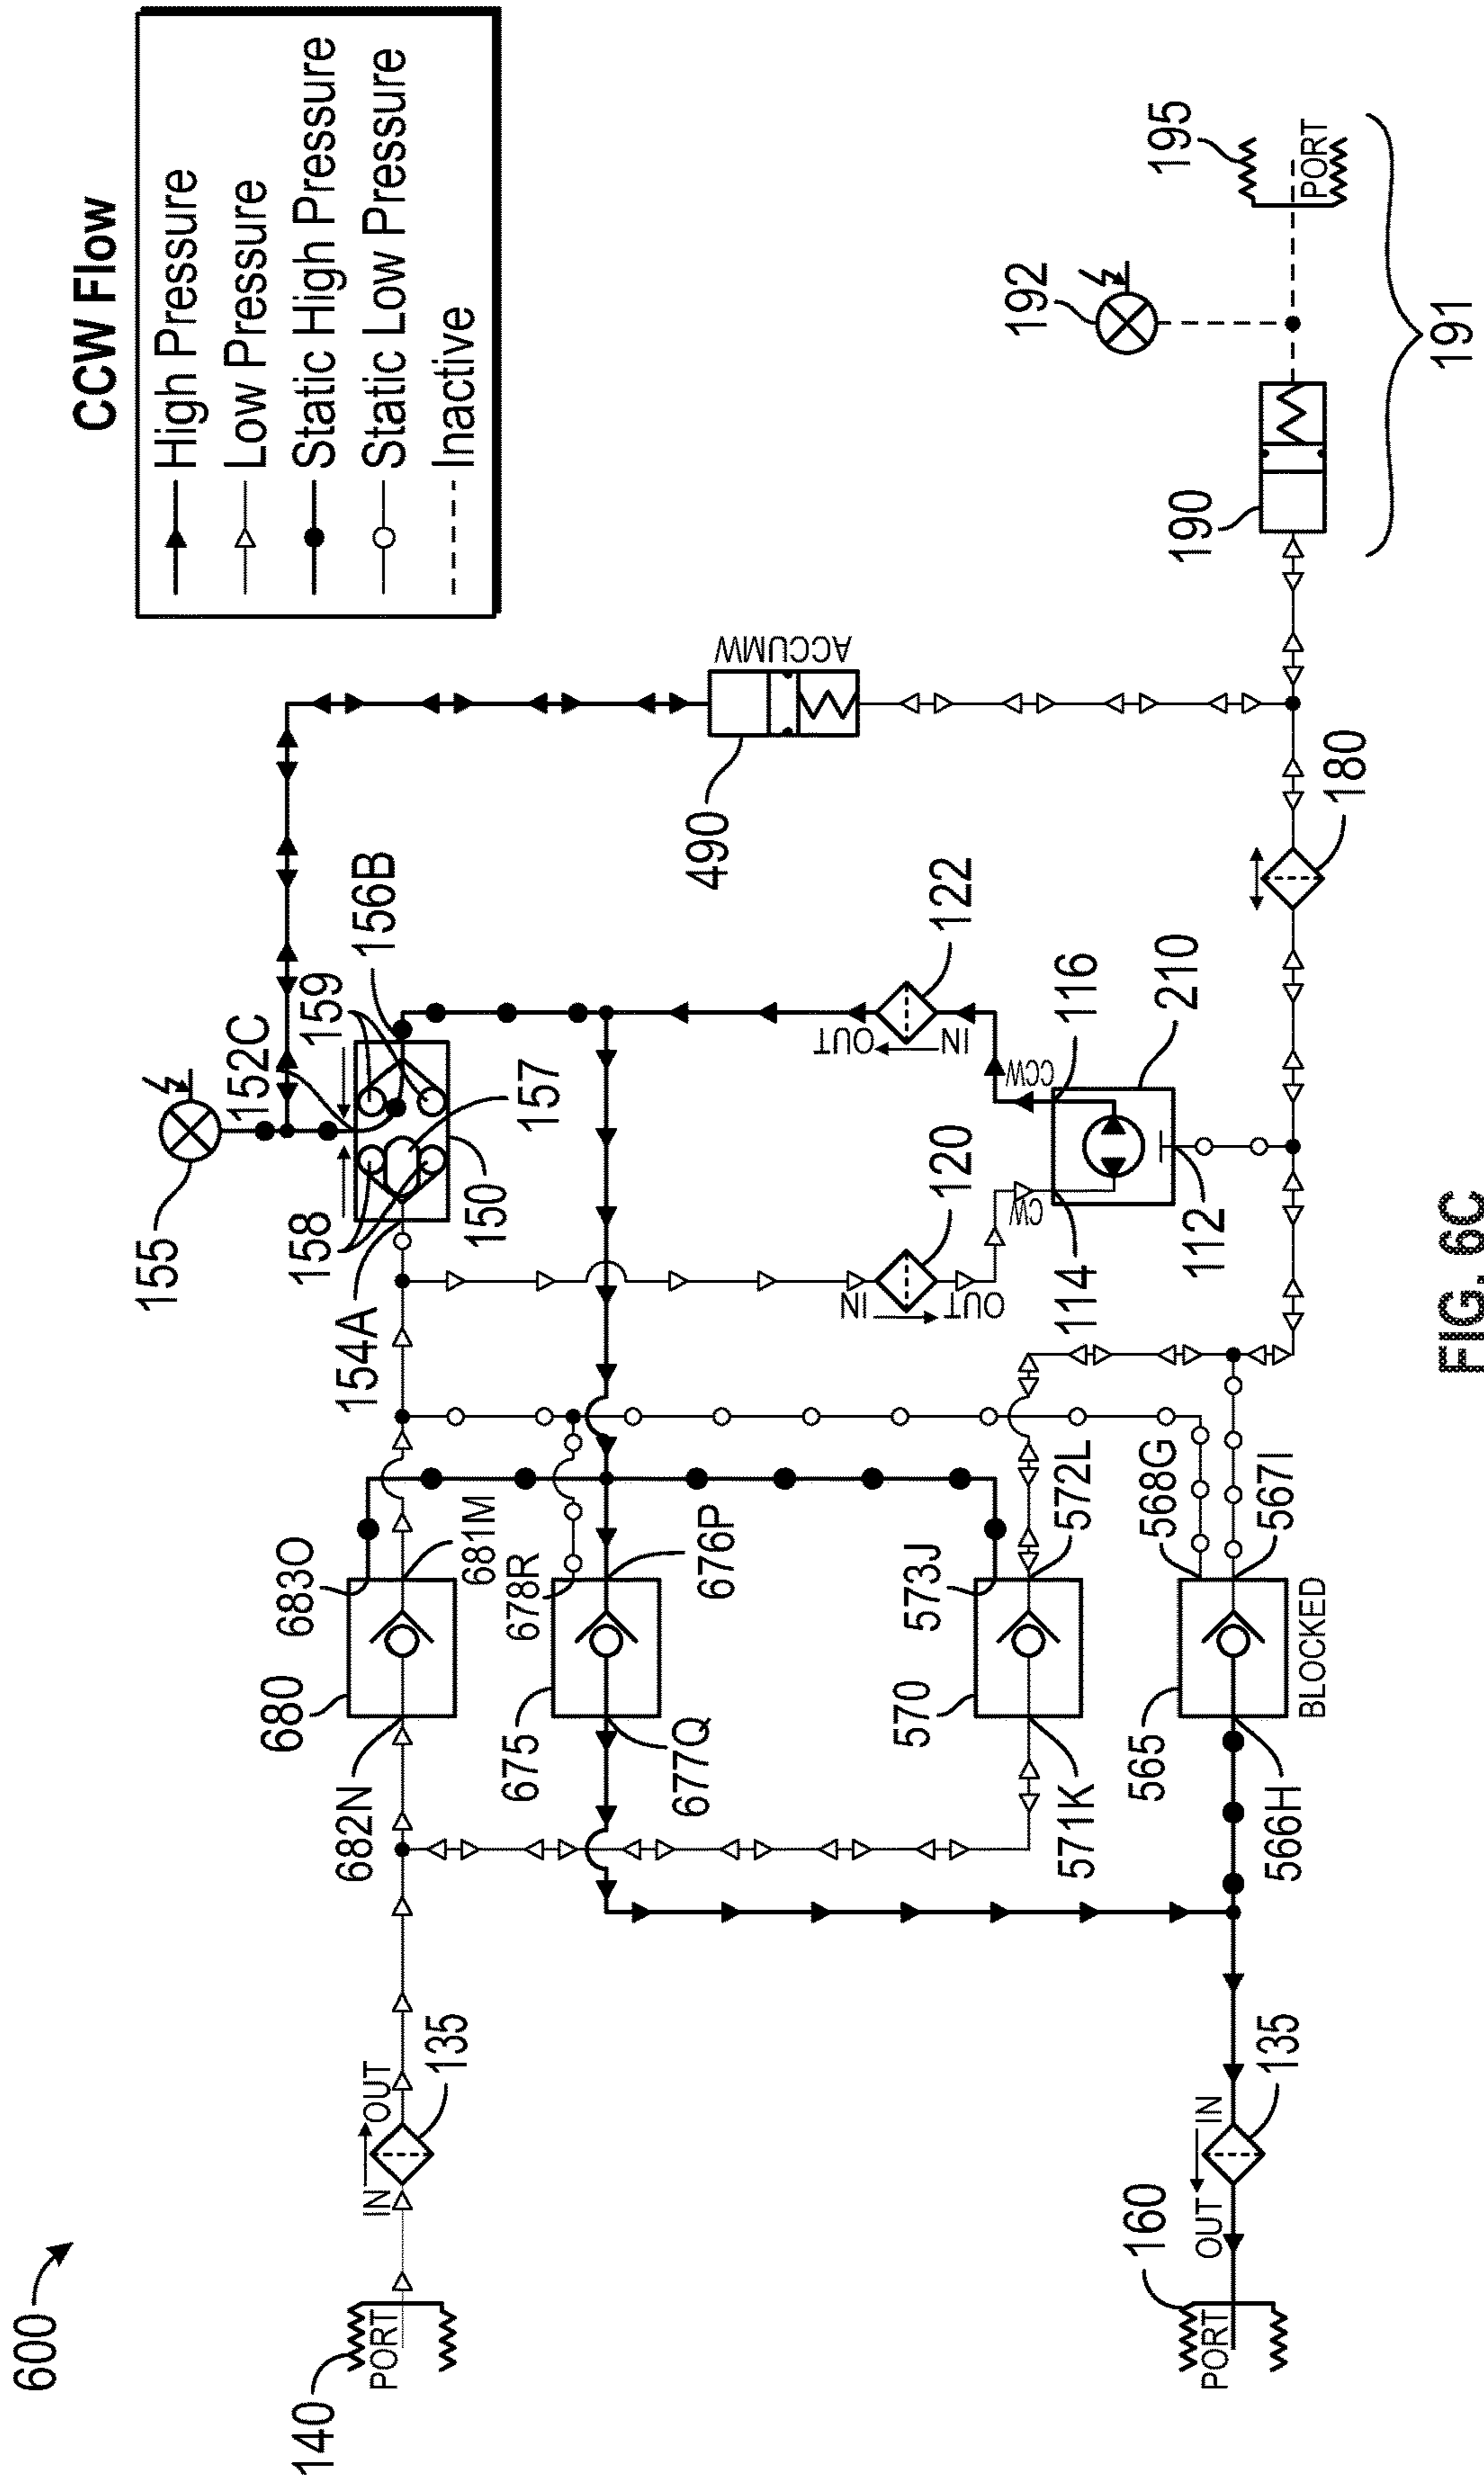 600
CCW Flow
High Pressure
Low Pressure
Static High Pressure
Static Low Pressure
Inactive
155
152C
159
156B
158
154A
150
157
490
ACCUMW
192
195
PORT
190
191
180
122
IN
OUT
120
IN
OUT
CCW
CW
116
210
114
112
680
683O
681M
682N
675
678R
676P
677Q
570
573J
572L
571K
565
568G
567I
566H
BLOCKED
140
PORT
IN
OUT
135
160
PORT
OUT
IN
135
FIG. 6C